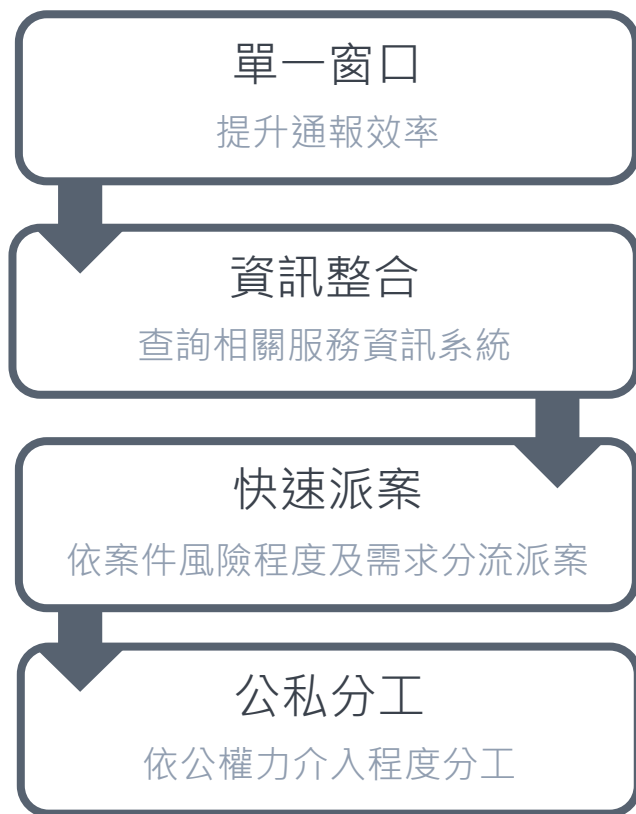 單一窗口
提升通報效率
資訊整合
查詢相關服務資訊系統
快速派案
依案件風險程度及需求分流派案
公私分工
依公權力介入程度分工